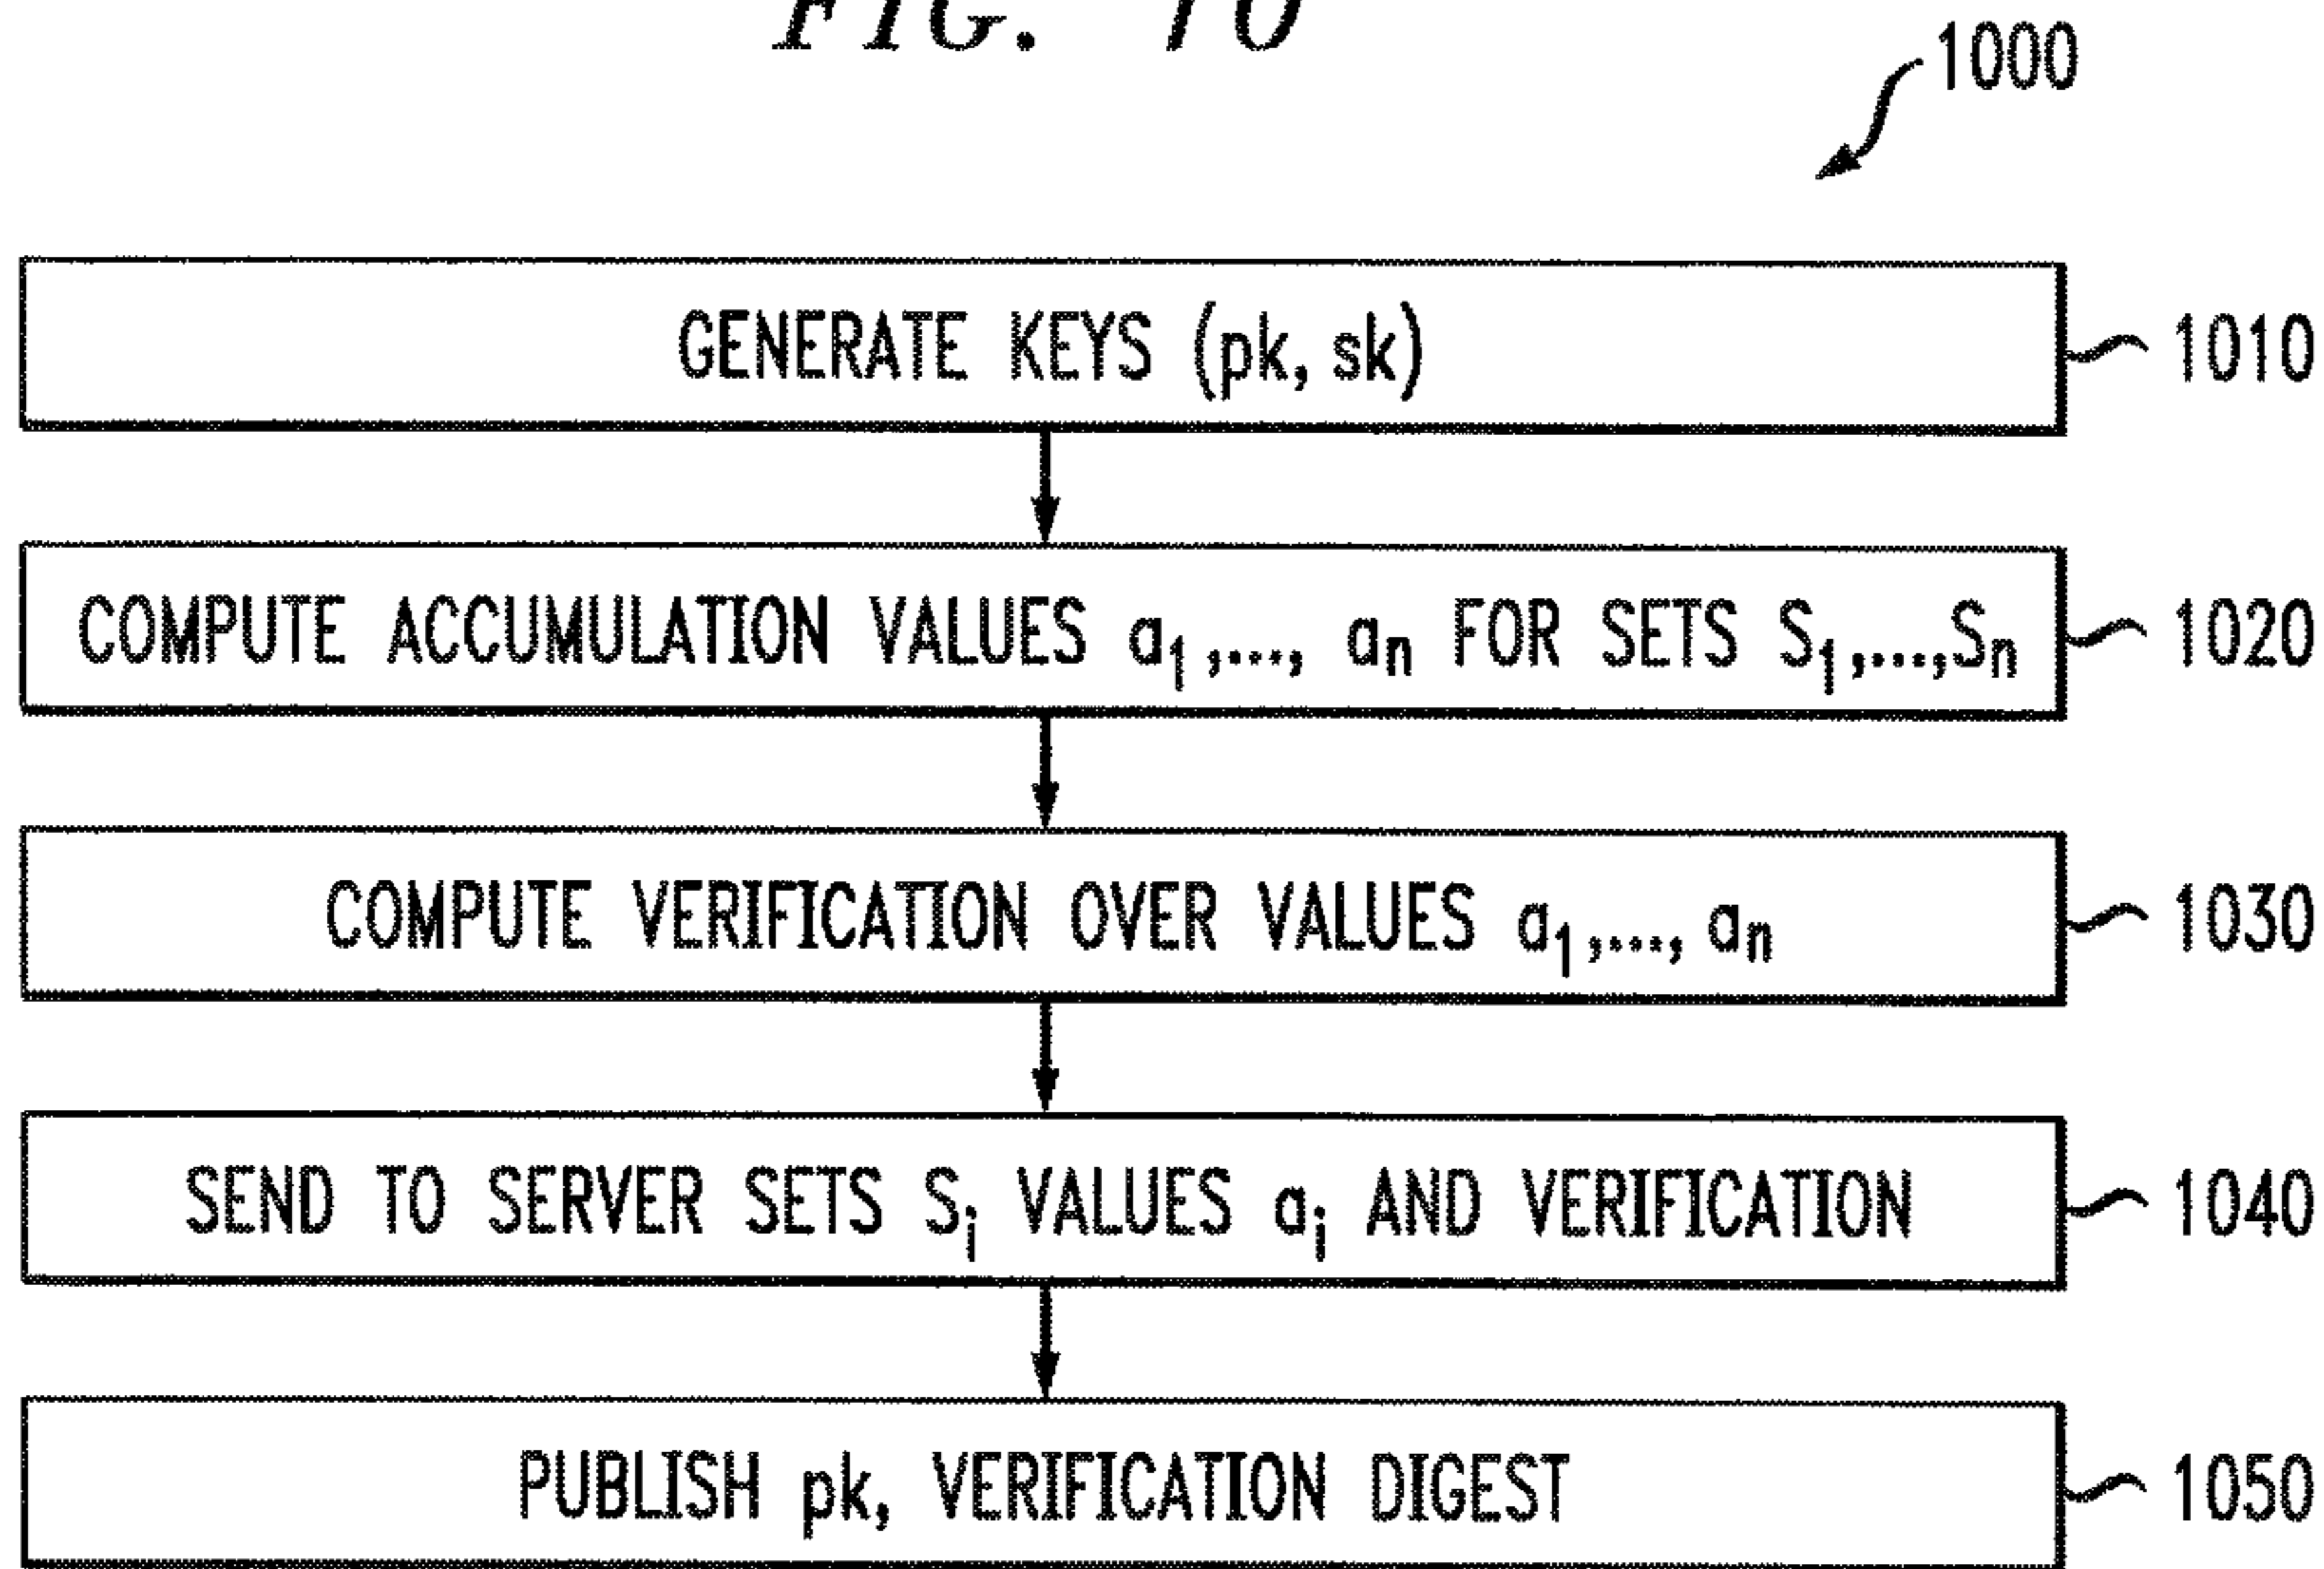 FIG. 10
1000
GENERATE KEYS (pk, sk)
1010
COMPUTE ACCUMULATION VALUES a₁,..., aₙ FOR SETS S₁,...,Sₙ
1020
COMPUTE VERIFICATION OVER VALUES a₁,..., aₙ
1030
SEND TO SERVER SETS Sᵢ VALUES aᵢ AND VERIFICATION
1040
PUBLISH pk, VERIFICATION DIGEST
1050